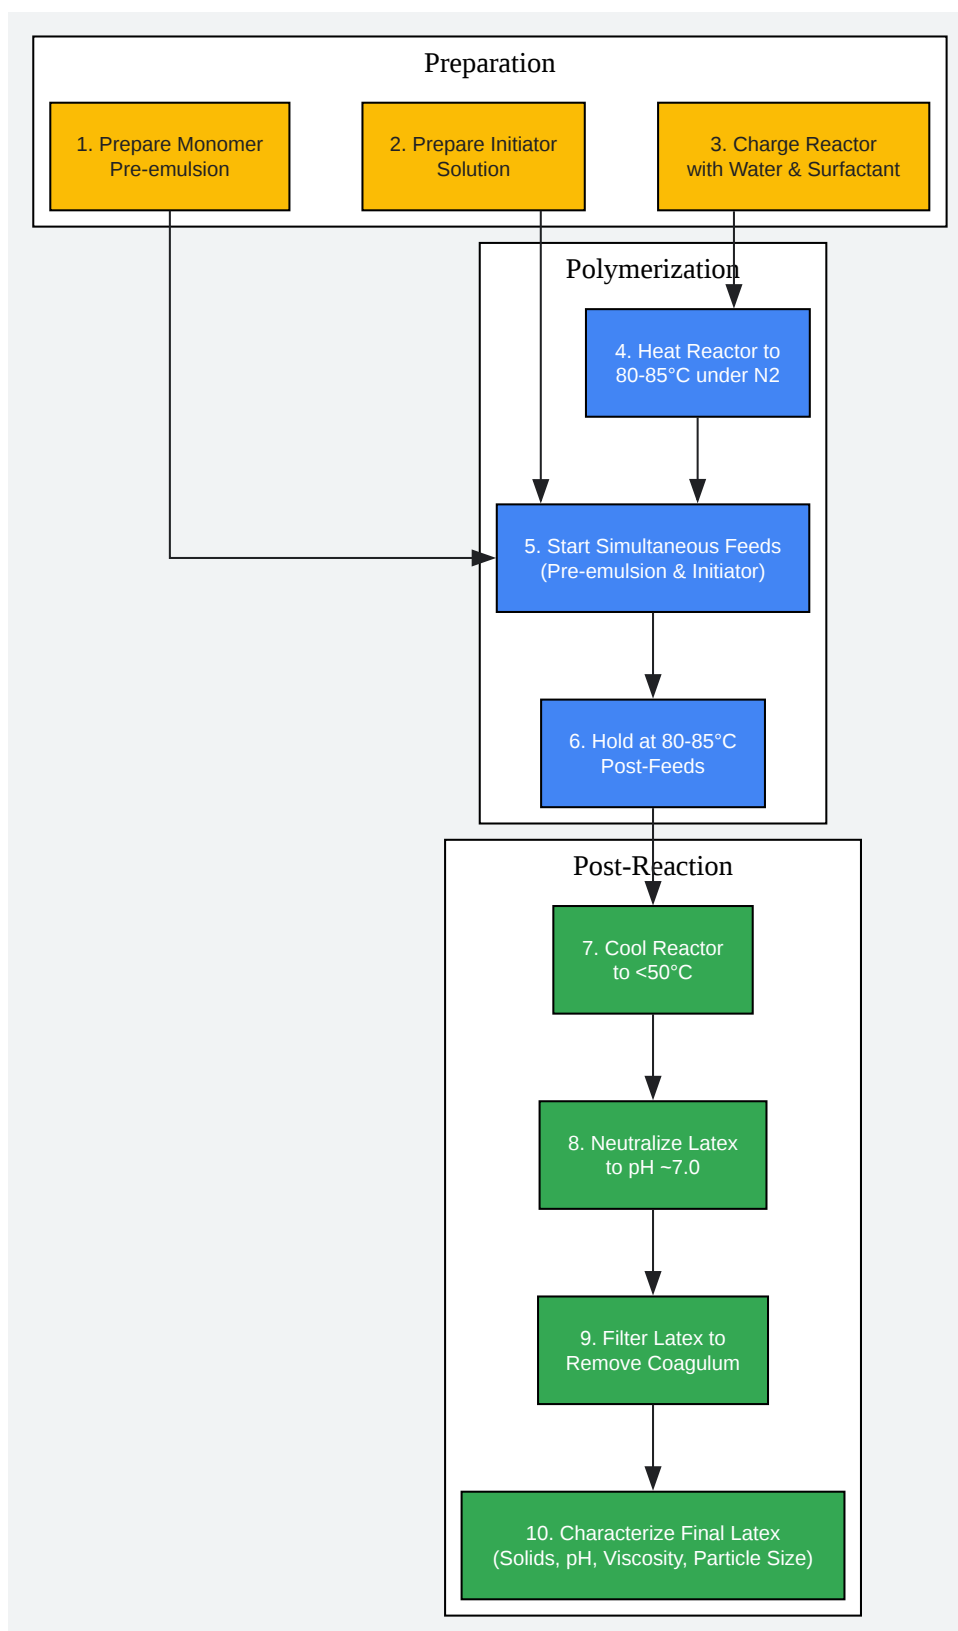 Preparation
1. Prepare Monomer
Pre-emulsion
2. Prepare Initiator
Solution
3. Charge Reactor
with Water & Surfactant
Polymerization
4. Heat Reactor to
80-85°C under N2
5. Start Simultaneous Feeds
(Pre-emulsion & Initiator)
6. Hold at 80-85°C
Post-Feeds
Post-Reaction
7. Cool Reactor
to <50°C
8. Neutralize Latex
to pH ~7.0
9. Filter Latex to
Remove Coagulum
10. Characterize Final Latex
(Solids, pH, Viscosity, Particle Size)